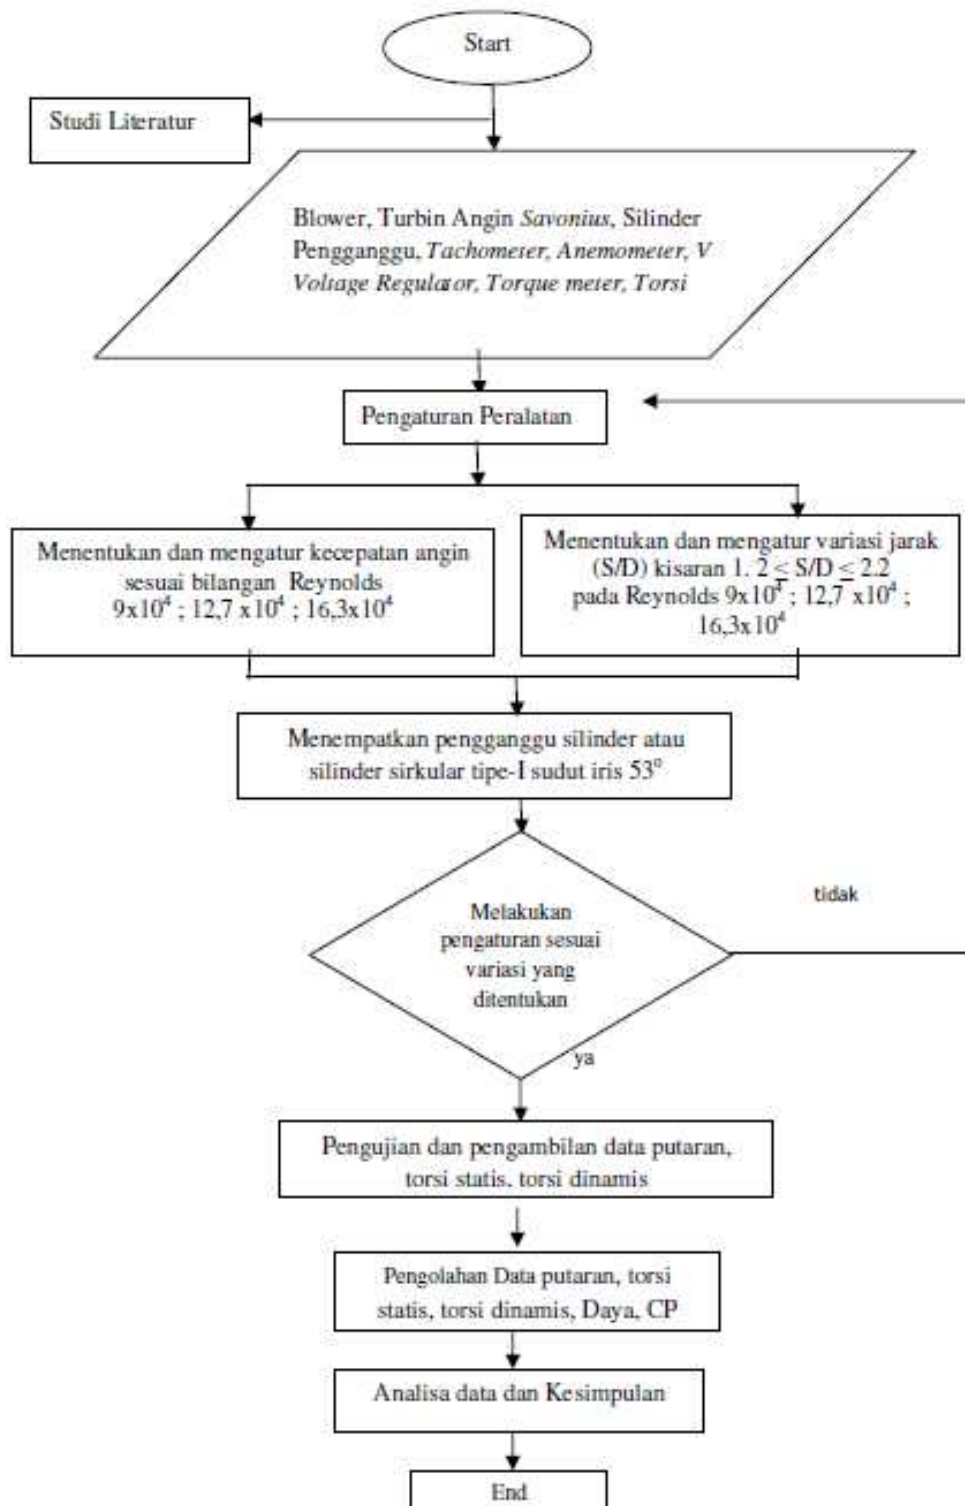 Start
Studi Literatur
Blower, Turbin Angin Savonius, Silinder
Pengganggu, Tachometer, Anemometer, V
Voltage Regulator, Torque meter, Torsi
Pengaturan Peralatan
Menentukan dan mengatur kecepatan angin
sesuai bilangan Reynolds
9x10⁴ ; 12,7 x10⁴ ; 16,3x10⁴
Menentukan dan mengatur variasi jarak
(S/D) kisaran 1. 2 ≤ S/D ≤ 2.2
pada Reynolds 9x10⁴ ; 12,7 x10⁴ ;
16,3x10⁴
Menempatkan pengganggu silinder atau
silinder sirkular tipe-I sudut iris 53°
Melakukan
pengaturan sesuai
variasi yang
ditentukan
tidak
ya
Pengujian dan pengambilan data putaran,
torsi statis. torsi dinamis
Pengolahan Data putaran, torsi
statis, torsi dinamis, Daya, CP
Analisa data dan Kesimpulan
End